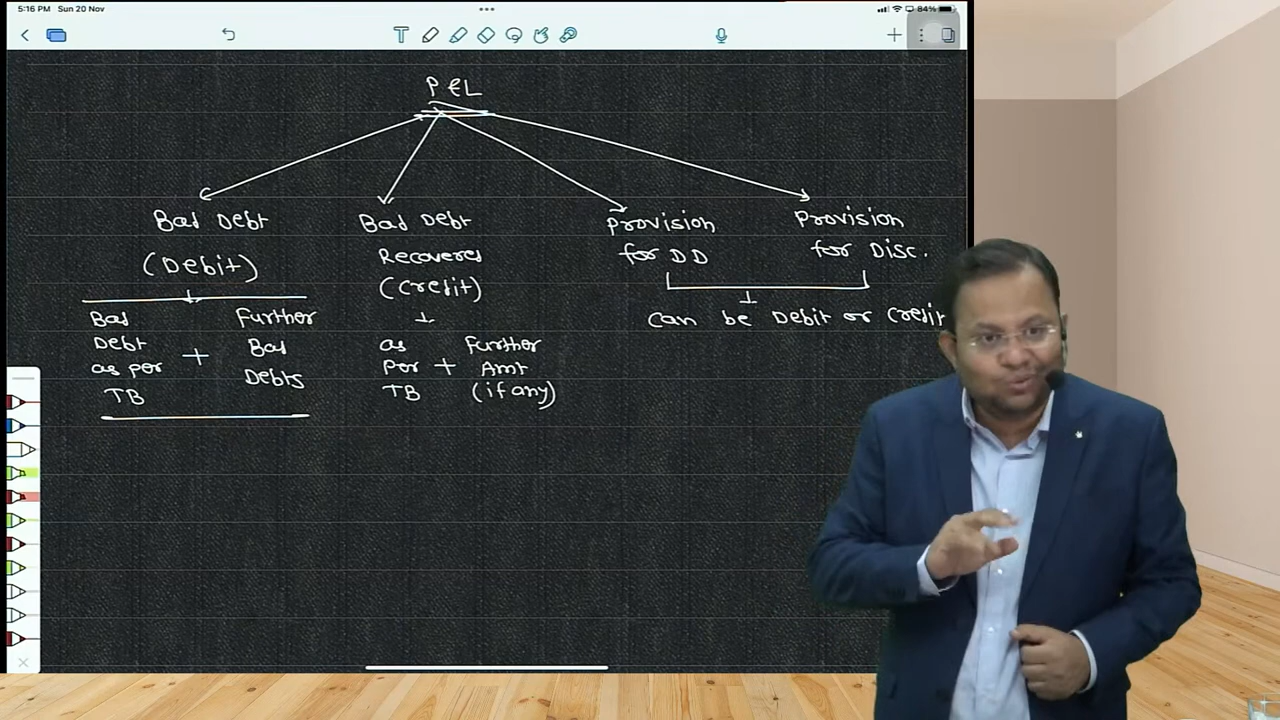 5:16 PM Sun 20 Nov
84%
P&L
Bad Debt
(Debit)
Bad
Debt
as per
TB
+
Further
Bad
Debts
Bad Debt
Recovered
(Credit)
as
per
TB
+
Further
Amt
(if any)
Provision
for DD
Provision
for Disc.
can be Debit or Credit